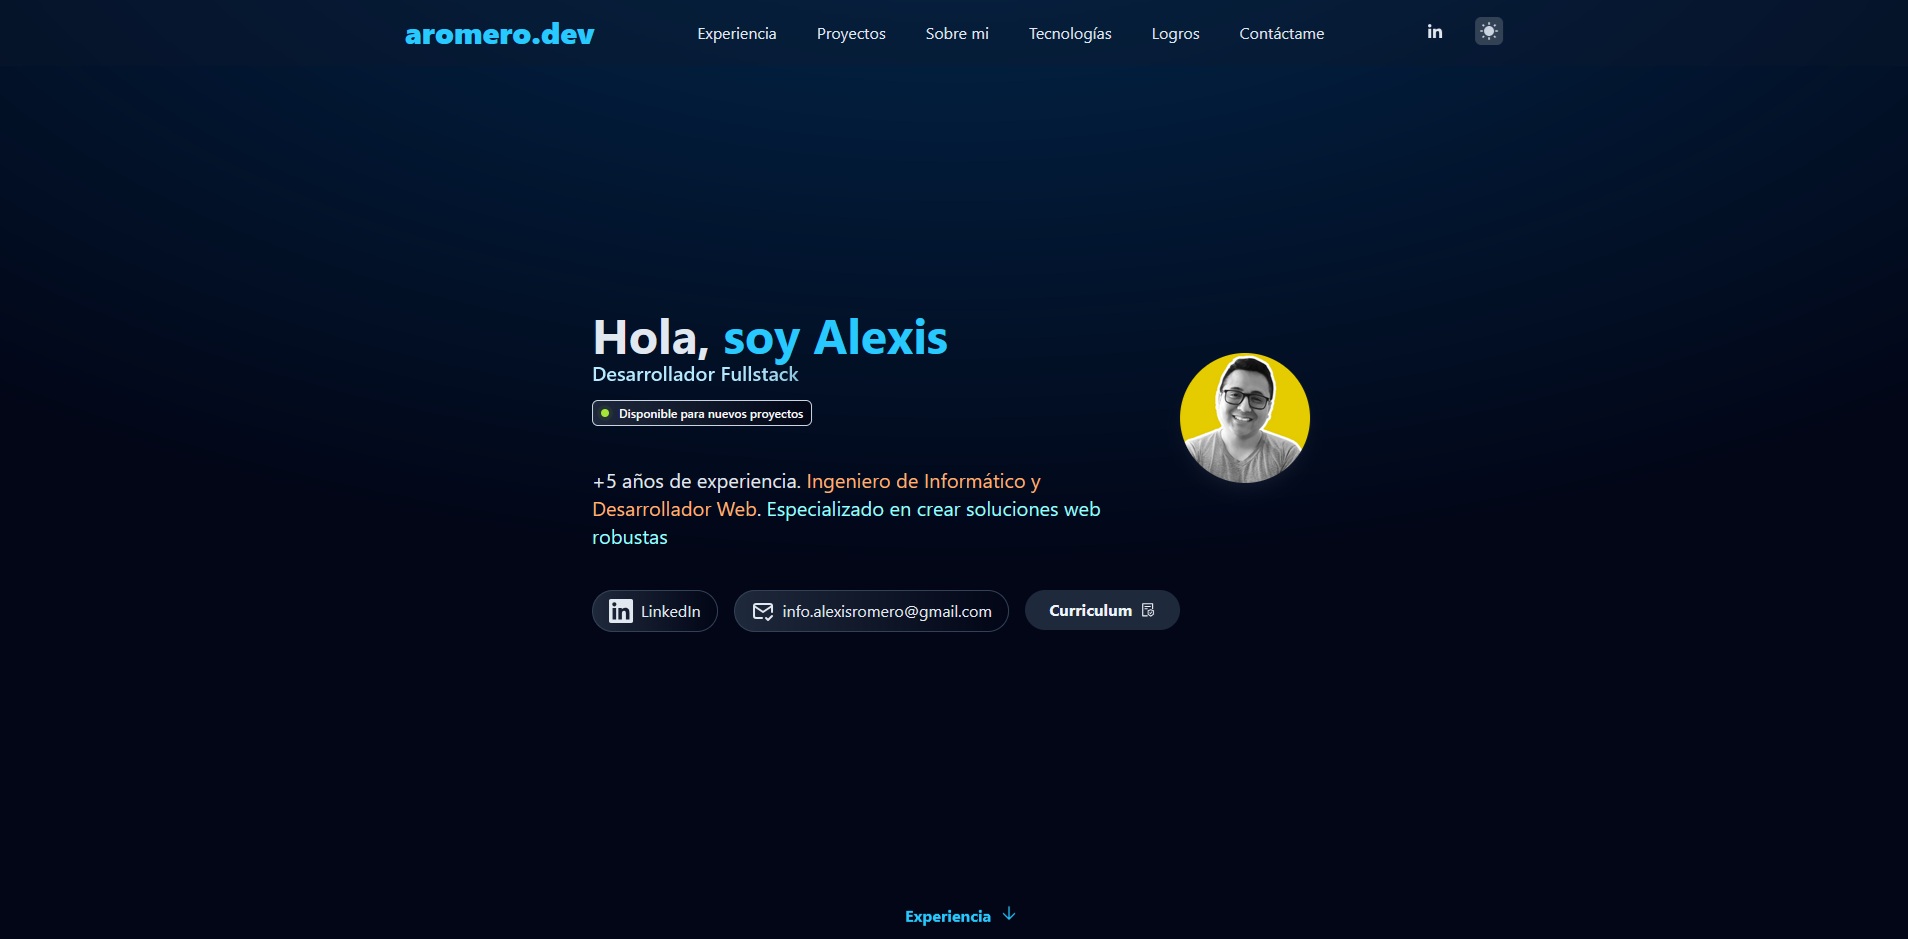 aromero.dev
Experiencia
Proyectos
Sobre mi
Tecnologías
Logros
Contáctame
in
Hola, soy Alexis
Desarrollador Fullstack
Disponible para nuevos proyectos
+5 años de experiencia. Ingeniero de Informático y
Desarrollador Web. Especializado en crear soluciones web
robustas
in LinkedIn
info.alexisromero@gmail.com
Curriculum
Experiencia